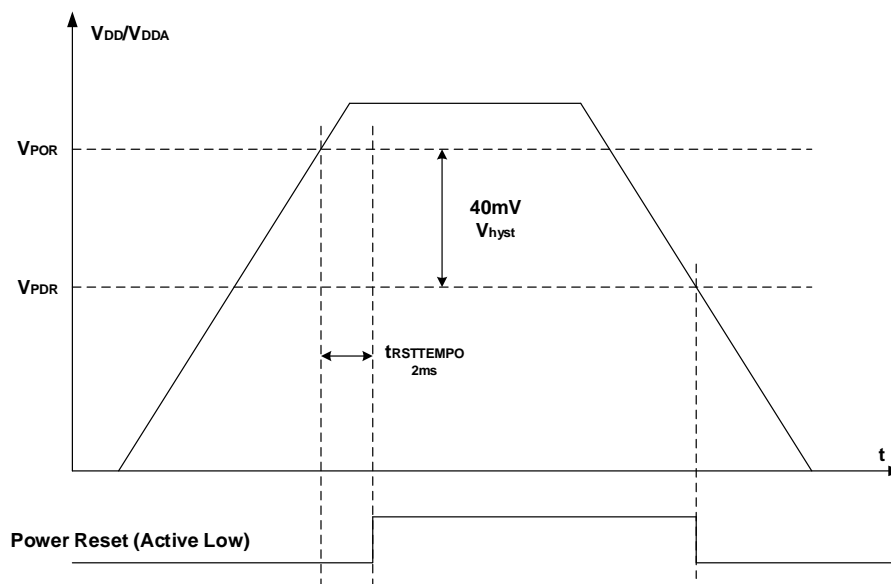 VDD/VDDA
VPOR
40mV
Vhyst
VPDR
tRSTTEMPO
2ms
t
Power Reset (Active Low)